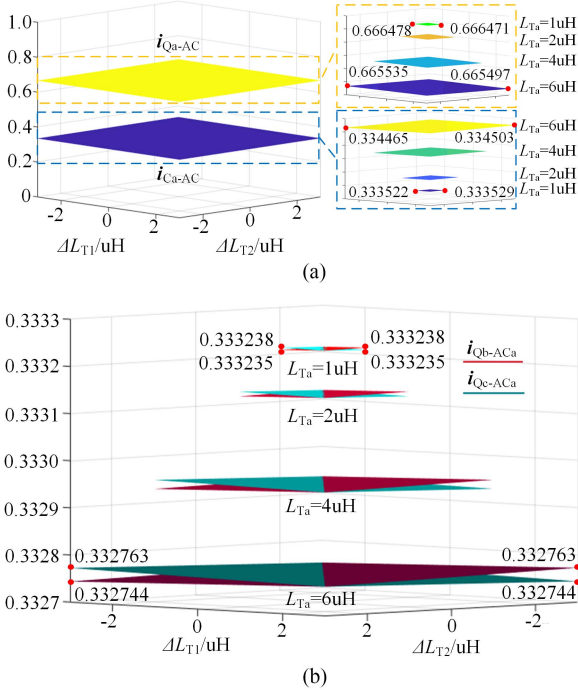 1.0
0.8
0.6
0.4
0.2
0
iQa-AC
iCa-AC
-2
0
2
-2
0
2
ΔLT1/uH
ΔLT2/uH
0.666478
0.666471
0.665535
0.665497
LTa=1uH
LTa=2uH
LTa=4uH
LTa=6uH
0.334465
0.334503
0.333522
0.333529
LTa=6uH
LTa=4uH
LTa=2uH
LTa=1uH
(a)
0.3333
0.3332
0.3331
0.3330
0.3329
0.3328
0.3327
0.333238
0.333238
0.333235
0.333235
LTa=1uH
LTa=2uH
LTa=4uH
LTa=6uH
iQb-ACa
iQc-ACa
0.332763
0.332763
0.332744
0.332744
-2
0
2
2
0
-2
ΔLT1/uH
ΔLT2/uH
(b)